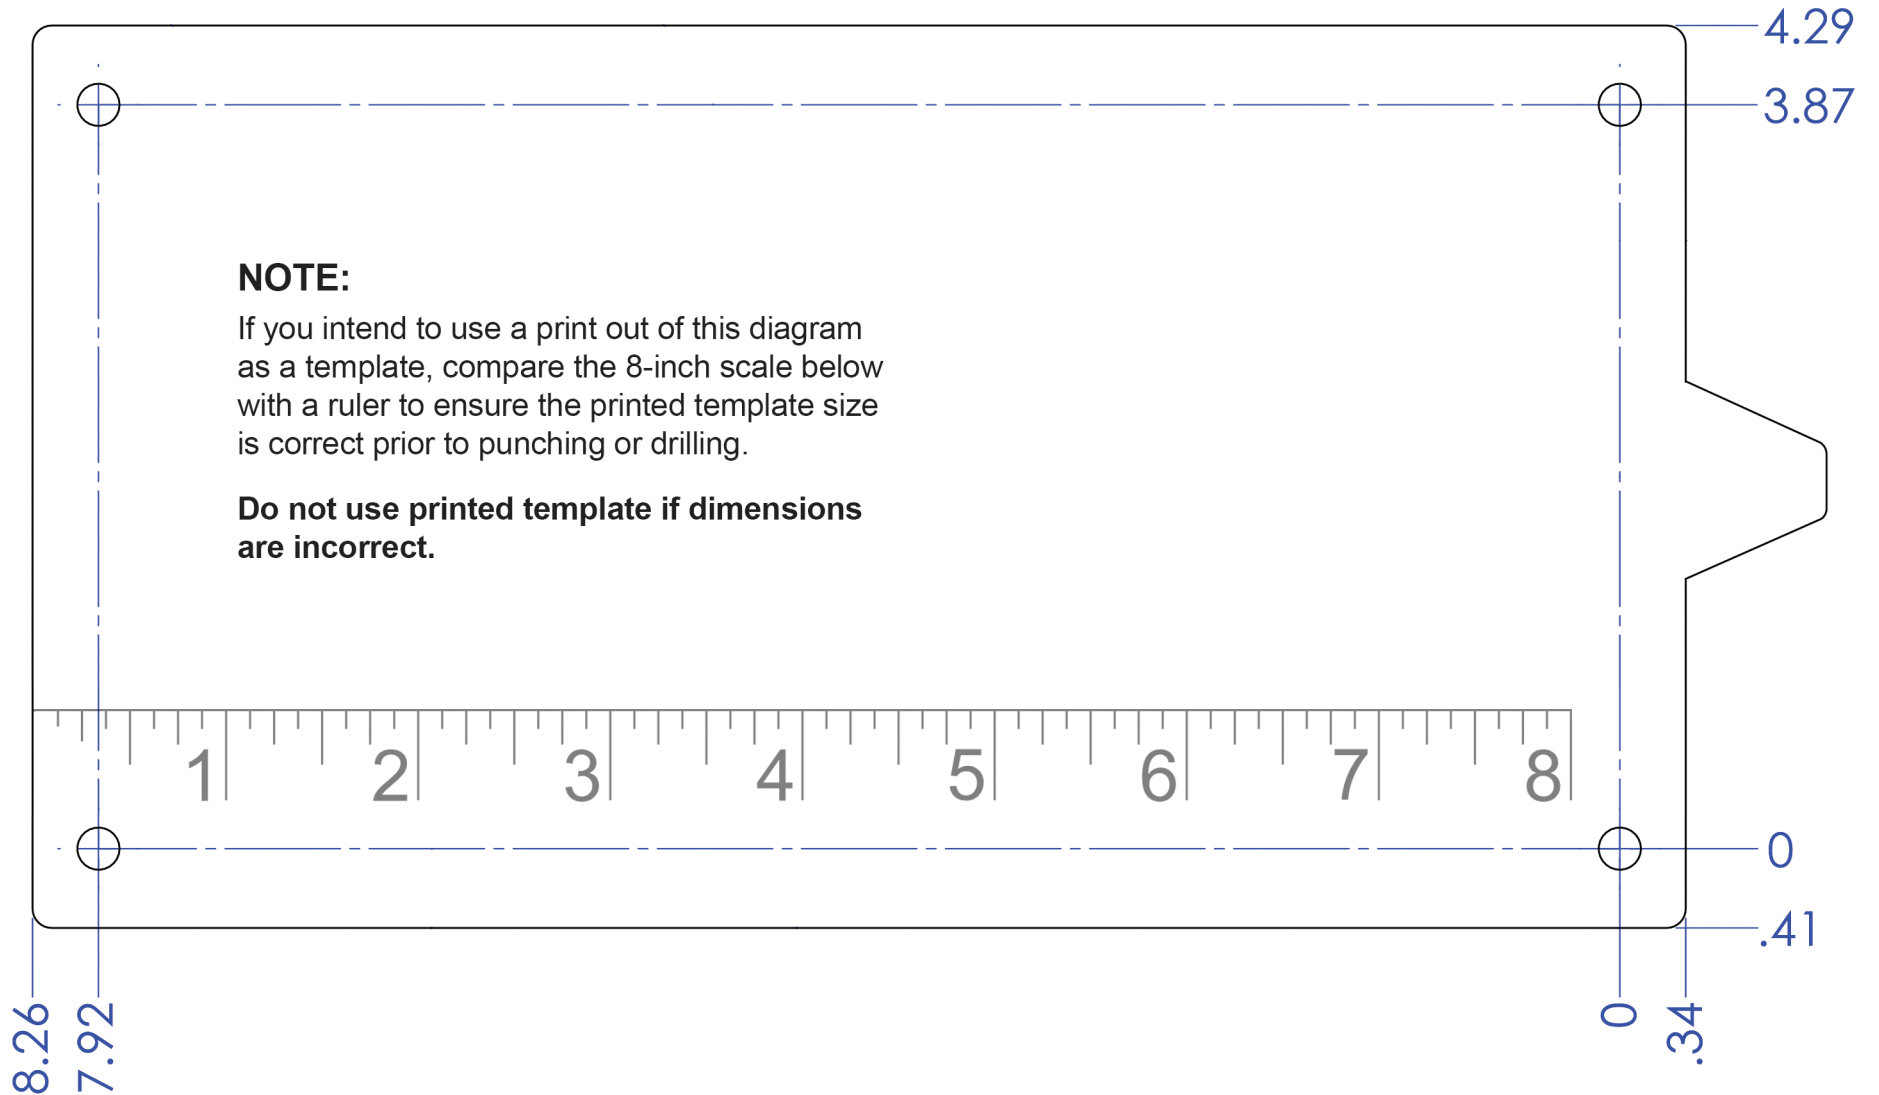 4.29
3.87
NOTE:
If you intend to use a print out of this diagram
as a template, compare the 8-inch scale below
with a ruler to ensure the printed template size
is correct prior to punching or drilling.
Do not use printed template if dimensions
are incorrect.
1 2 3 4 5 6 7 8
0
.41
8.26 7.92 0 .34